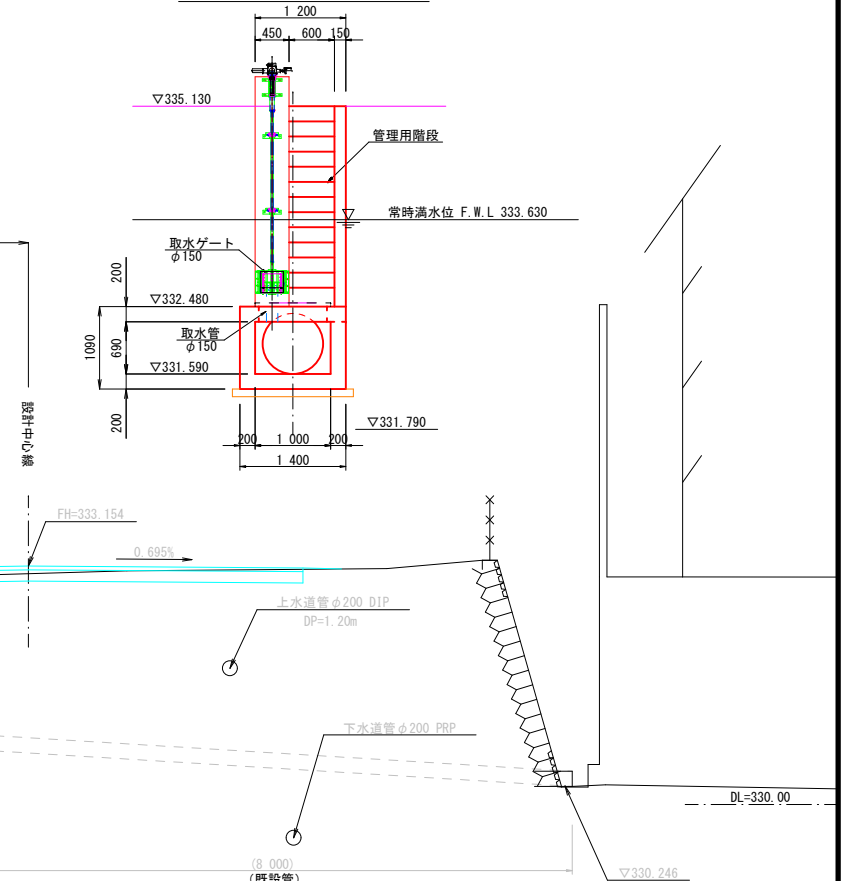 1 200
450
600
150
▽335.130
管理用階段
常時満水位 F.W.L 333.630
取水ゲート
φ150
200
▽332.480
取水管
φ150
1090
690
▽331.590
200
▽331.790
200
1 000
200
1 400
設計中心線
FH=333.154
0.695%
上水道管φ200 DIP
DP=1.20m
下水道管φ200 PRP
DL=330.00
(8 000)
(既設管)
▽330.246